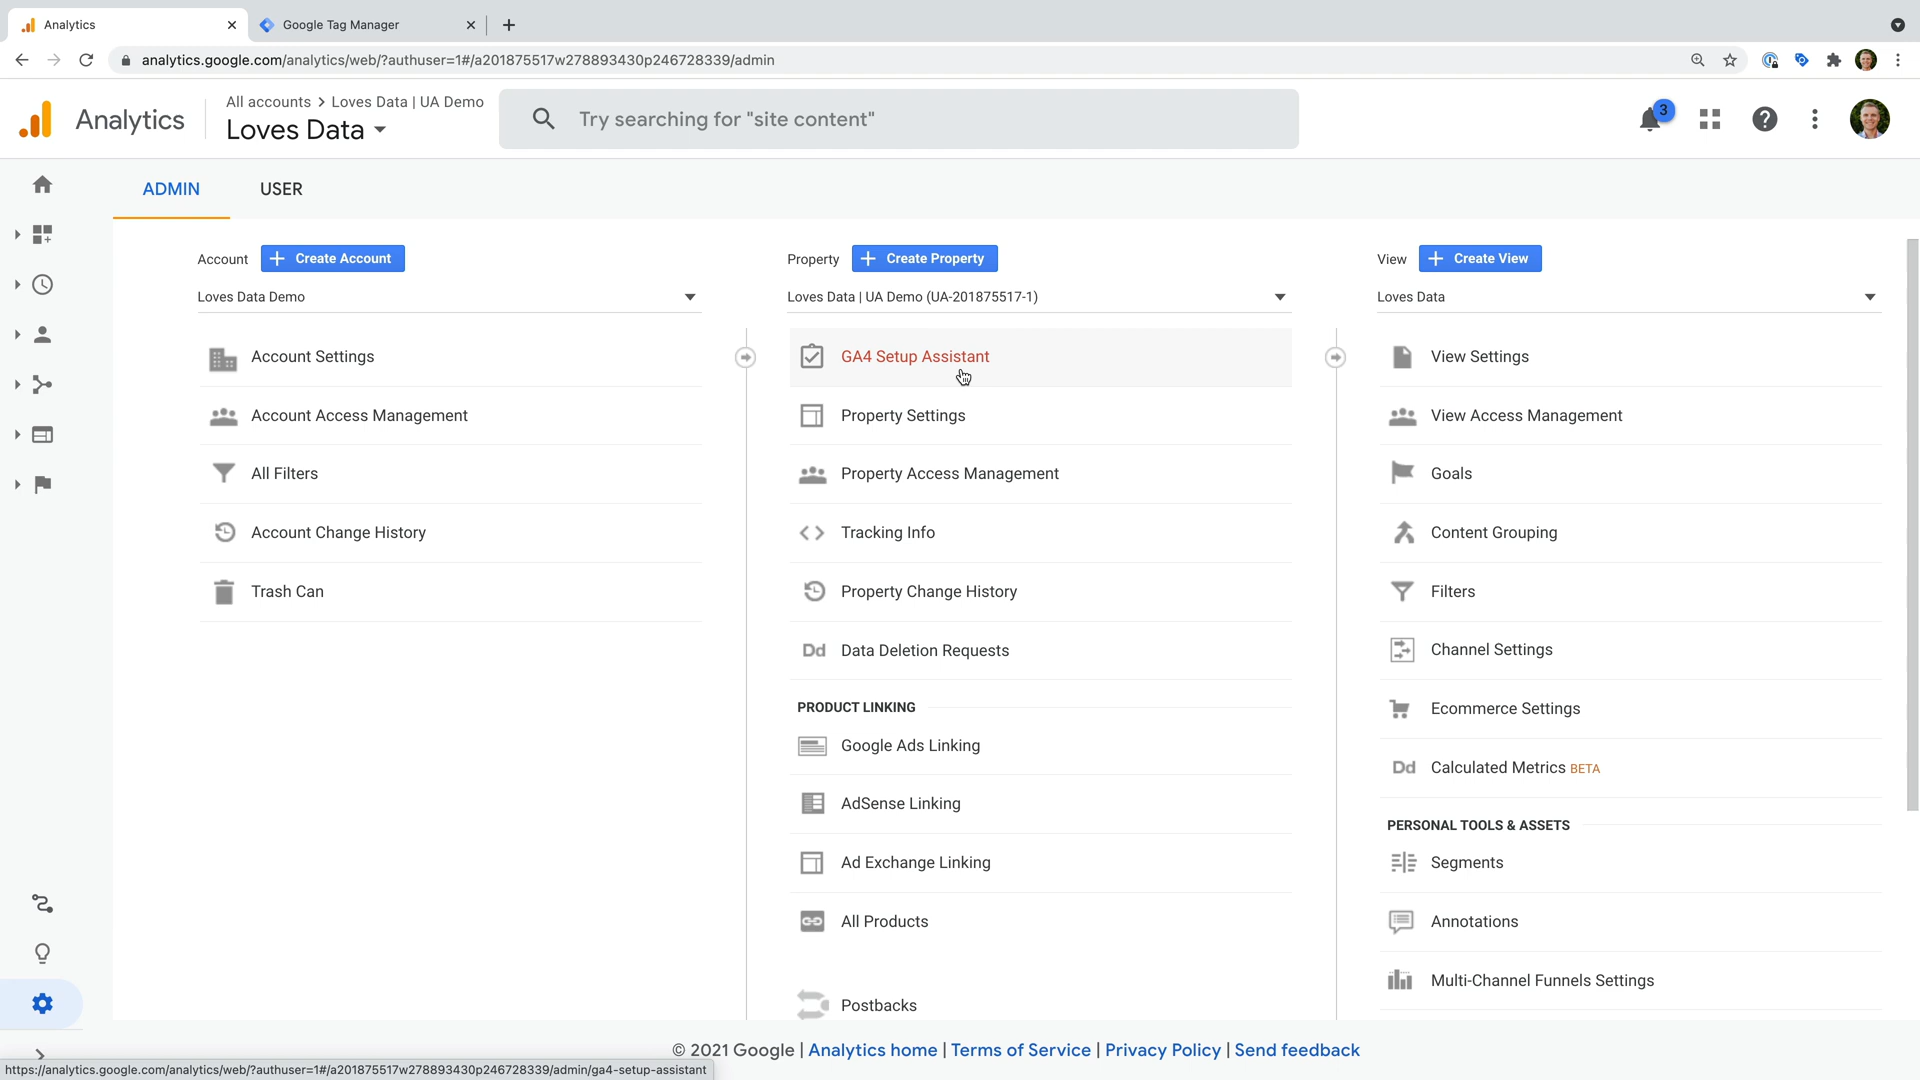 Analytics
Google Tag Manager
analytics.google.com/analytics/web/?authuser=1#/a201875517w278893430p246728339/admin
Analytics
All accounts > Loves Data | UA Demo
Loves Data
Try searching for "site content"
3
ADMIN
USER
Account
Create Account
Loves Data Demo
Account Settings
Account Access Management
All Filters
Account Change History
Trash Can
Property
Create Property
Loves Data | UA Demo (UA-201875517-1)
GA4 Setup Assistant
Property Settings
Property Access Management
Tracking Info
Property Change History
Dd Data Deletion Requests
PRODUCT LINKING
Google Ads Linking
AdSense Linking
Ad Exchange Linking
All Products
Postbacks
View
Create View
Loves Data
View Settings
View Access Management
Goals
Content Grouping
Filters
Channel Settings
Ecommerce Settings
Dd Calculated Metrics BETA
PERSONAL TOOLS & ASSETS
Segments
Annotations
Multi-Channel Funnels Settings
© 2021 Google | Analytics home | Terms of Service | Privacy Policy | Send feedback
https://analytics.google.com/analytics/web/?authuser=1#/a201875517w278893430p246728339/admin/ga4-setup-assistant